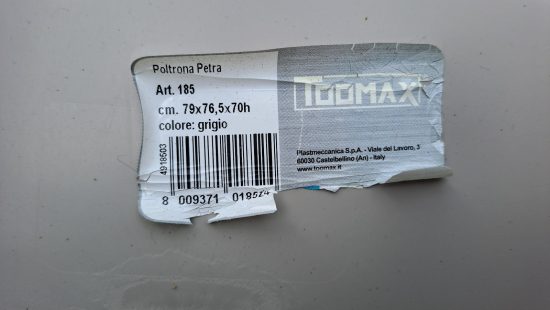 Poltrona Petra
Art. 185
cm. 79x76,5x70h
colore: grigio
4918503
8 009371 018524
TOOMAX
Plastmeccanica S.p.A. - Viale del Lavoro, 3
60030 Castelbellino (An) - Italy
www.toomax.it